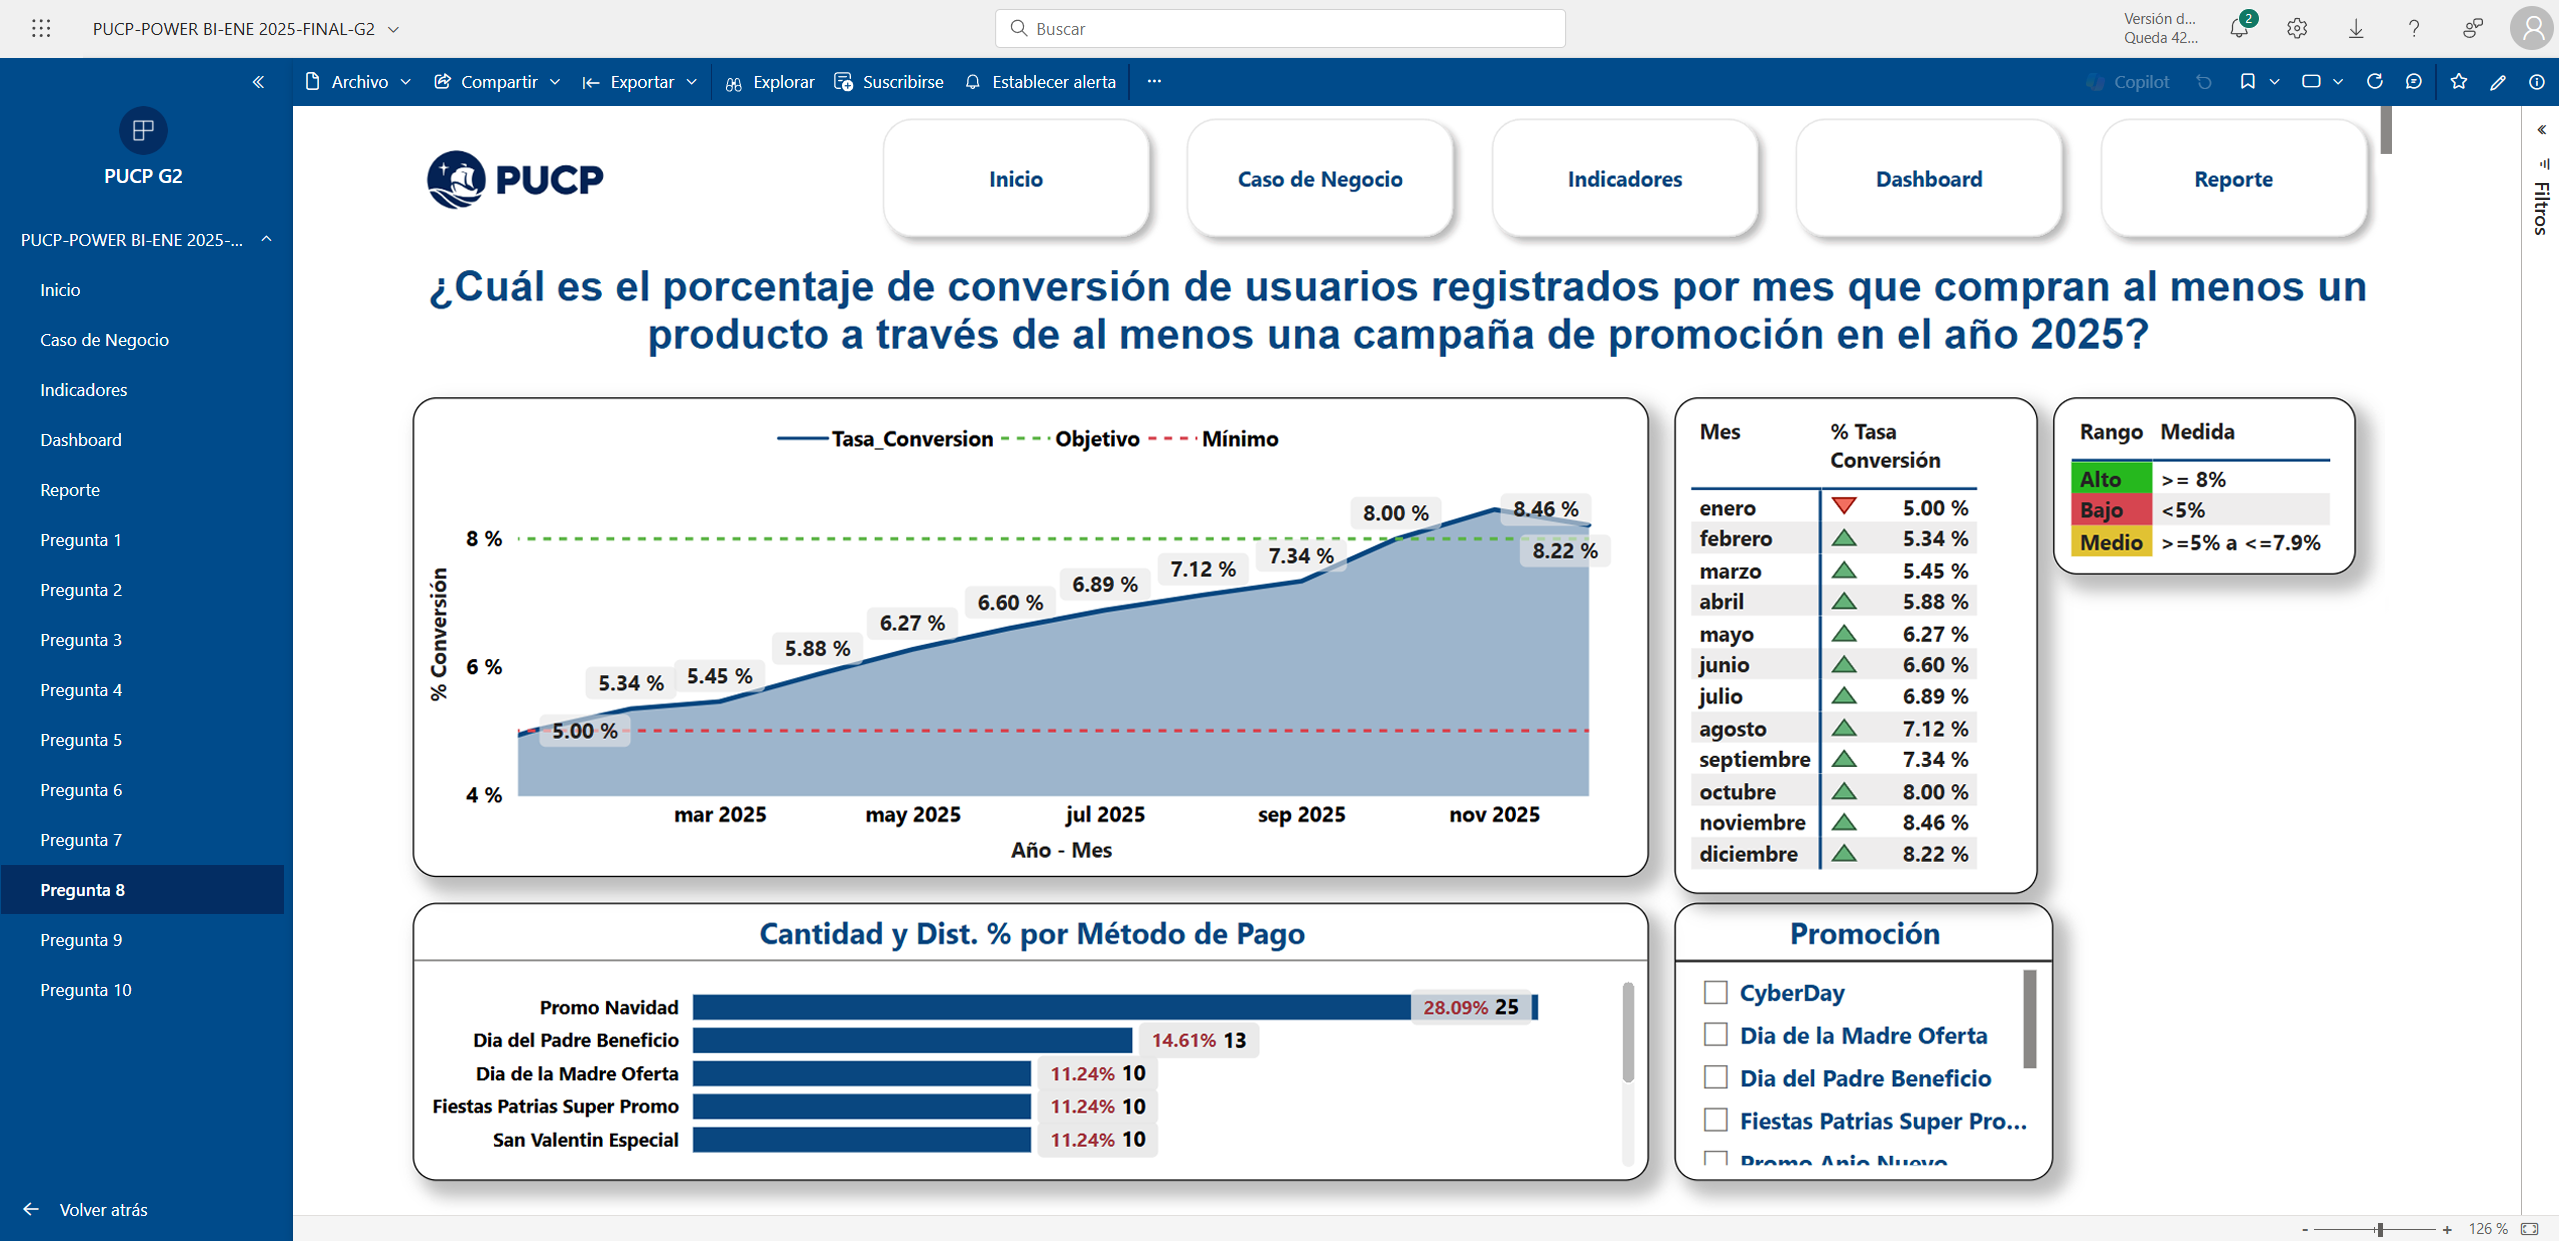 PUCP-POWER BI-ENE 2025-FINAL-G2
Buscar
Versión d...
Queda 42...
2
Archivo
Compartir
Exportar
Explorar
Suscribirse
Establecer alerta
Copilot
PUCP G2
PUCP-POWER BI-ENE 2025-...
Inicio
Caso de Negocio
Indicadores
Dashboard
Reporte
Pregunta 1
Pregunta 2
Pregunta 3
Pregunta 4
Pregunta 5
Pregunta 6
Pregunta 7
Pregunta 8
Pregunta 9
Pregunta 10
Volver atrás
PUCP
Inicio
Caso de Negocio
Indicadores
Dashboard
Reporte
Filtros
¿Cuál es el porcentaje de conversión de usuarios registrados por mes que compran al menos un
producto a través de al menos una campaña de promoción en el año 2025?
Tasa_Conversion
Objetivo
Mínimo
% Conversión
8 %
6 %
4 %
5.00 %
5.34 %
5.45 %
5.88 %
6.27 %
6.60 %
6.89 %
7.12 %
7.34 %
8.00 %
8.46 %
8.22 %
mar 2025
may 2025
jul 2025
sep 2025
nov 2025
Año - Mes
Mes % Tasa
Conversión
enero 5.00 %
febrero 5.34 %
marzo 5.45 %
abril 5.88 %
mayo 6.27 %
junio 6.60 %
julio 6.89 %
agosto 7.12 %
septiembre 7.34 %
octubre 8.00 %
noviembre 8.46 %
diciembre 8.22 %
Rango Medida
Alto >= 8%
Bajo <5%
Medio >=5% a <=7.9%
Cantidad y Dist. % por Método de Pago
Promo Navidad 28.09% 25
Dia del Padre Beneficio 14.61% 13
Dia de la Madre Oferta 11.24% 10
Fiestas Patrias Super Promo 11.24% 10
San Valentin Especial 11.24% 10
Promoción
CyberDay
Dia de la Madre Oferta
Dia del Padre Beneficio
Fiestas Patrias Super Pro...
Promo Anio Nuevo
- + 126 %